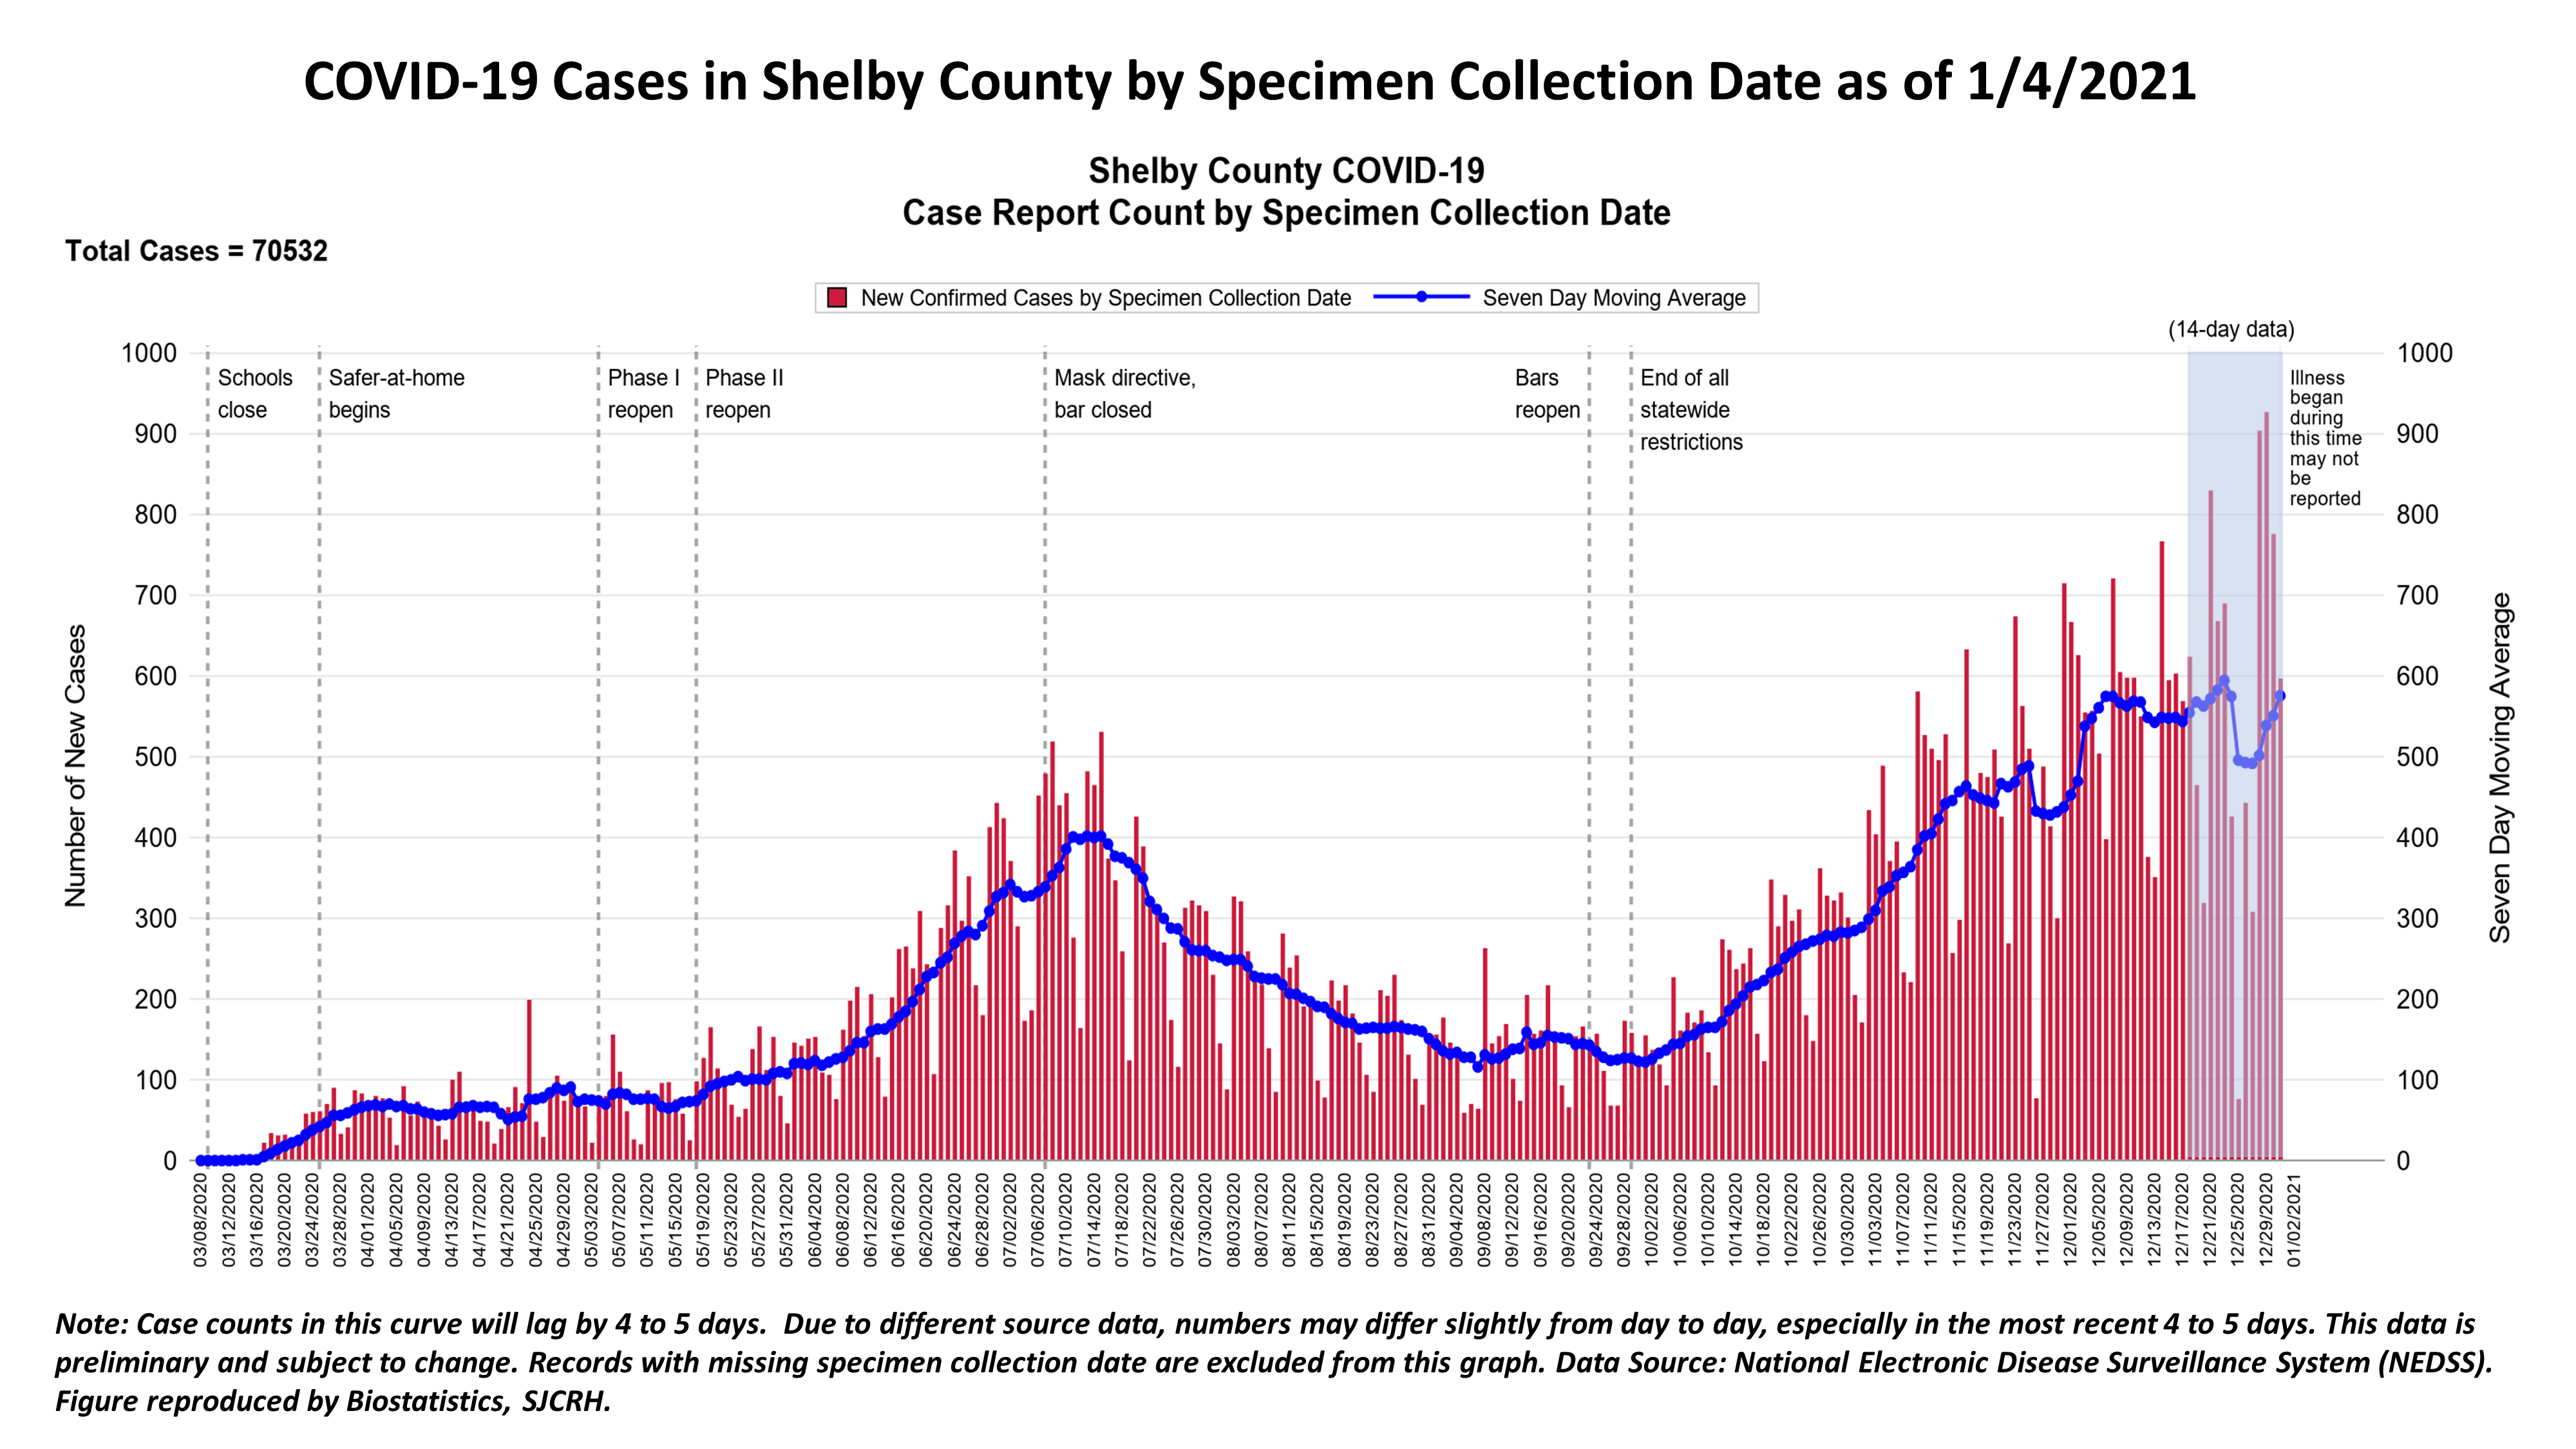 COVID-19 Cases in Shelby County by Specimen Collection Date as of 1/4/2021
Shelby County COVID-19
Case Report Count by Specimen Collection Date
Total Cases = 70532
New Confirmed Cases by Specimen Collection Date
Seven Day Moving Average
(14-day data)
1000
900
800
700
600
500
400
300
200
100
0
Number of New Cases
Schools
close
Safer-at-home
begins
Phase I
reopen
Phase II
reopen
Mask directive,
bar closed
Bars
reopen
End of all
statewide
restrictions
Illness
began
during
this time
may not
be
reported
1000
900
800
700
600
500
400
300
200
100
0
Seven Day Moving Average
03/08/2020
03/12/2020
03/16/2020
03/20/2020
03/24/2020
03/28/2020
04/01/2020
04/05/2020
04/09/2020
04/13/2020
04/17/2020
04/21/2020
04/25/2020
04/29/2020
05/03/2020
05/07/2020
05/11/2020
05/15/2020
05/19/2020
05/23/2020
05/27/2020
05/31/2020
06/04/2020
06/08/2020
06/12/2020
06/16/2020
06/20/2020
06/24/2020
06/28/2020
07/02/2020
07/06/2020
07/10/2020
07/14/2020
07/18/2020
07/22/2020
07/26/2020
07/30/2020
08/03/2020
08/07/2020
08/11/2020
08/15/2020
08/19/2020
08/23/2020
08/27/2020
08/31/2020
09/04/2020
09/08/2020
09/12/2020
09/16/2020
09/20/2020
09/24/2020
09/28/2020
10/02/2020
10/06/2020
10/10/2020
10/14/2020
10/18/2020
10/22/2020
10/26/2020
10/30/2020
11/03/2020
11/07/2020
11/11/2020
11/15/2020
11/19/2020
11/23/2020
11/27/2020
12/01/2020
12/05/2020
12/09/2020
12/13/2020
12/17/2020
12/21/2020
12/25/2020
12/29/2020
01/02/2021
Note: Case counts in this curve will lag by 4 to 5 days.  Due to different source data, numbers may differ slightly from day to day, especially in the most recent 4 to 5 days. This data is
preliminary and subject to change. Records with missing specimen collection date are excluded from this graph. Data Source: National Electronic Disease Surveillance System (NEDSS).
Figure reproduced by Biostatistics, SJCRH.